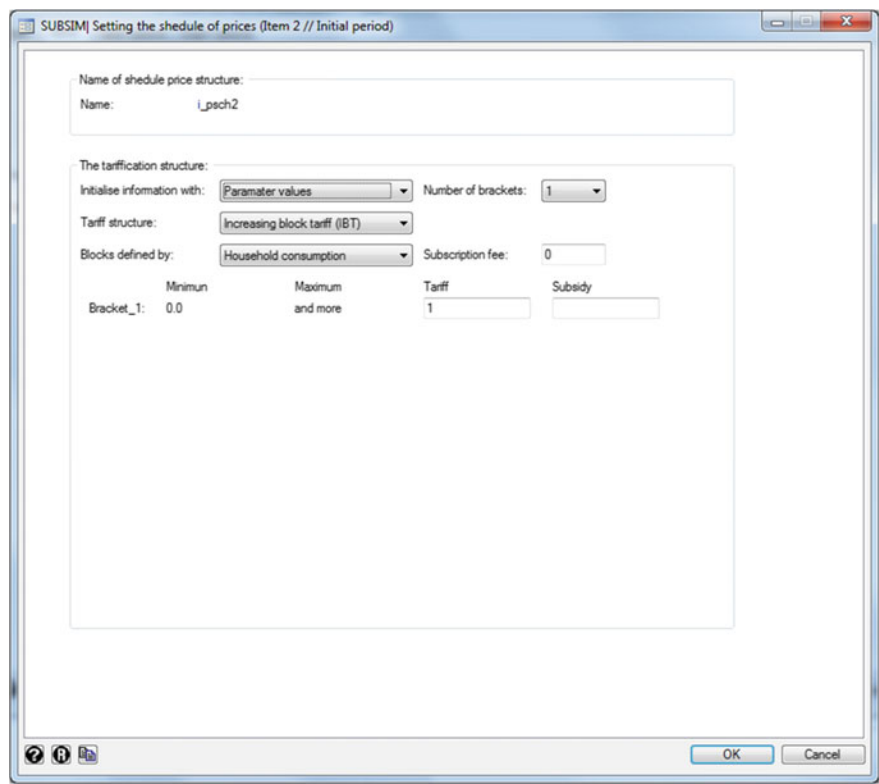 SUBSIM| Setting the shedule of prices (Item 2 // Initial period)
Name of shedule price structure:
Name: i_psch2
The tariffication structure:
Initialise information with: Paramater values Number of brackets: 1
Tariff structure: Increasing block tariff (IBT)
Blocks defined by: Household consumption Subscription fee: 0
Minimun Maximum Tariff Subsidy
Bracket_1: 0.0 and more 1
OK Cancel